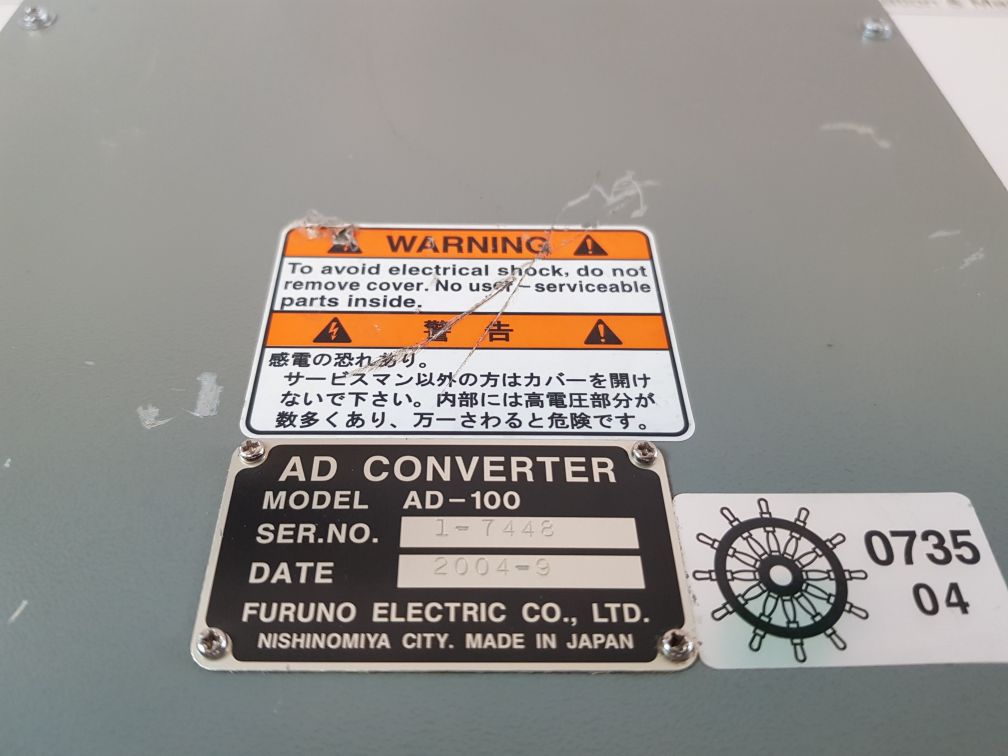 WARNING
To avoid electrical shock, do not
remove cover. No user-serviceable
parts inside.
警 告
感電の恐れあり。
サービスマン以外の方はカバーを開け
ないで下さい。内部には高電圧部分が
数多くあり、万一さわると危険です。
AD CONVERTER
MODEL AD-100
SER.NO. 1-7448
DATE 2004-9
FURUNO ELECTRIC CO., LTD.
NISHINOMIYA CITY. MADE IN JAPAN
0735
04